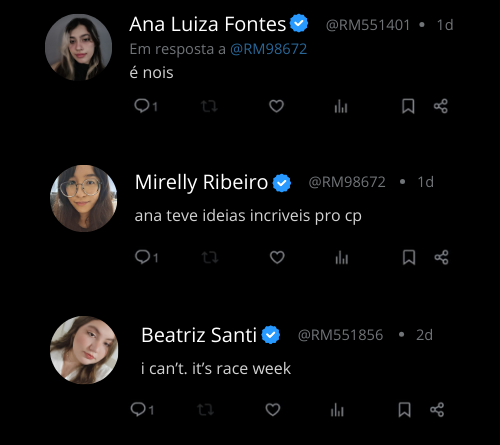 Ana Luiza Fontes @RM551401 • 1d
Em resposta a @RM98672
é nois
1
Mirelly Ribeiro @RM98672 • 1d
ana teve ideias incriveis pro cp
1
Beatriz Santi @RM551856 • 2d
i can't. it's race week
1